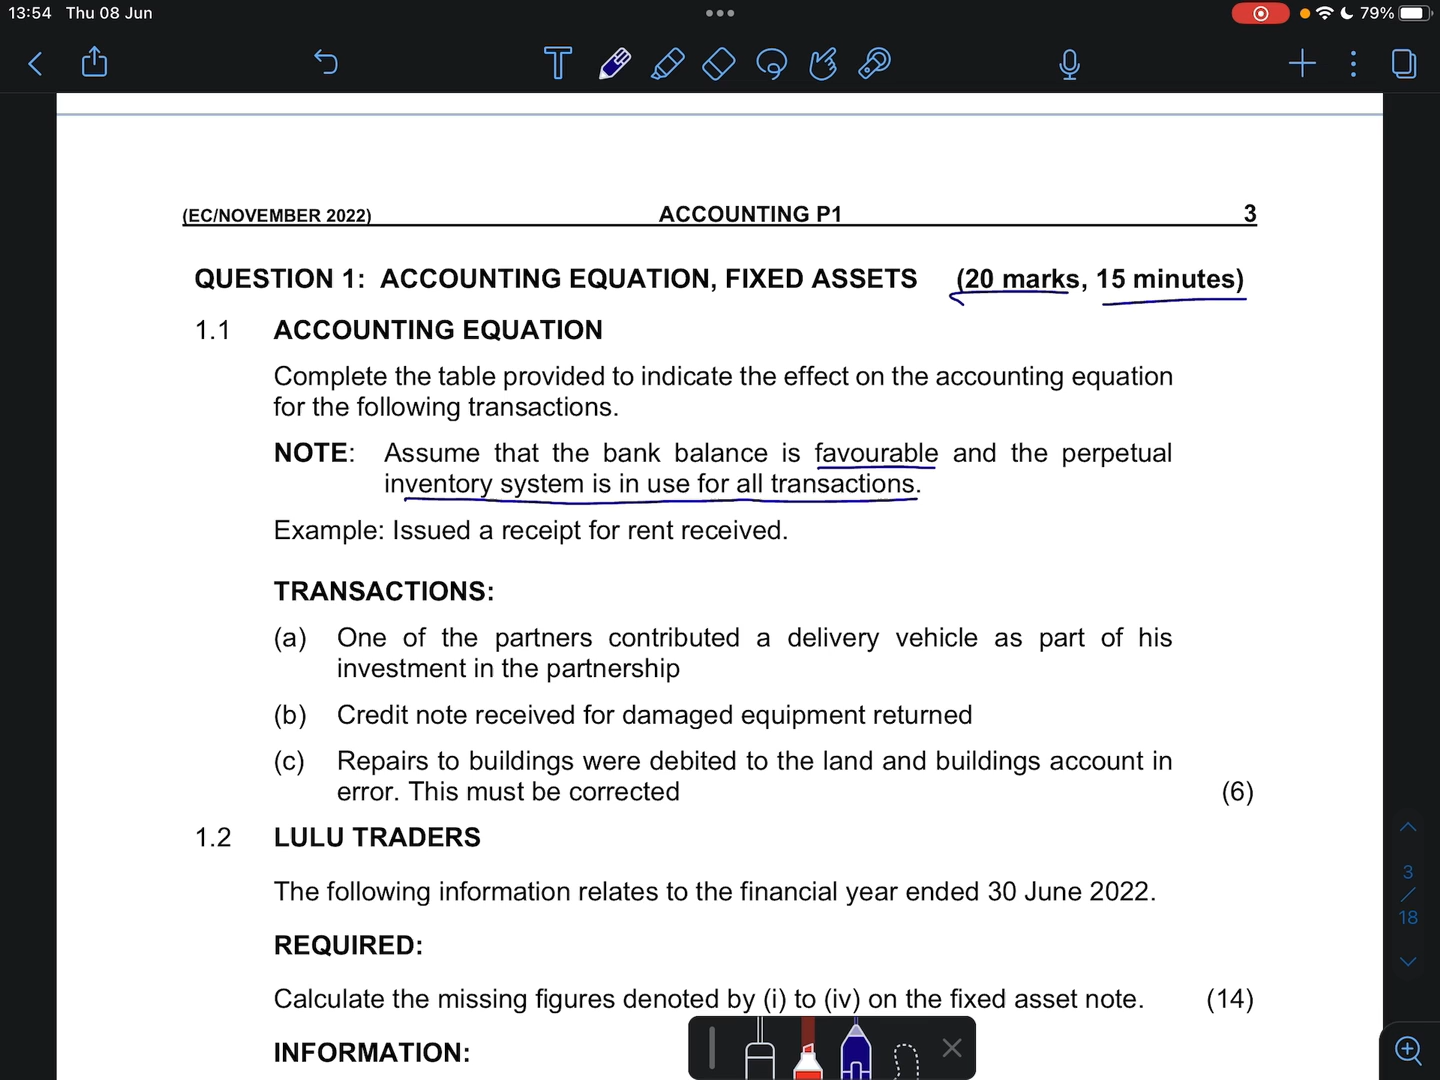 13:54 Thu 08 Jun
79%
(EC/NOVEMBER 2022) ACCOUNTING P1 3
QUESTION 1: ACCOUNTING EQUATION, FIXED ASSETS (20 marks, 15 minutes)
1.1 ACCOUNTING EQUATION
Complete the table provided to indicate the effect on the accounting equation
for the following transactions.
NOTE: Assume that the bank balance is favourable and the perpetual
inventory system is in use for all transactions.
Example: Issued a receipt for rent received.
TRANSACTIONS:
(a) One of the partners contributed a delivery vehicle as part of his
investment in the partnership
(b) Credit note received for damaged equipment returned
(c) Repairs to buildings were debited to the land and buildings account in
error. This must be corrected (6)
1.2 LULU TRADERS
The following information relates to the financial year ended 30 June 2022.
REQUIRED:
Calculate the missing figures denoted by (i) to (iv) on the fixed asset note. (14)
INFORMATION:
3
/
18